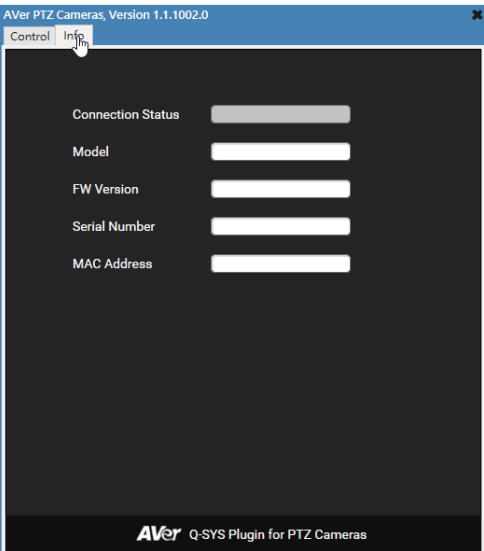 AVer PTZ Cameras, Version 1.1.1002.0
Control Info
Connection Status
Model
FW Version
Serial Number
MAC Address
AVer Q-SYS Plugin for PTZ Cameras